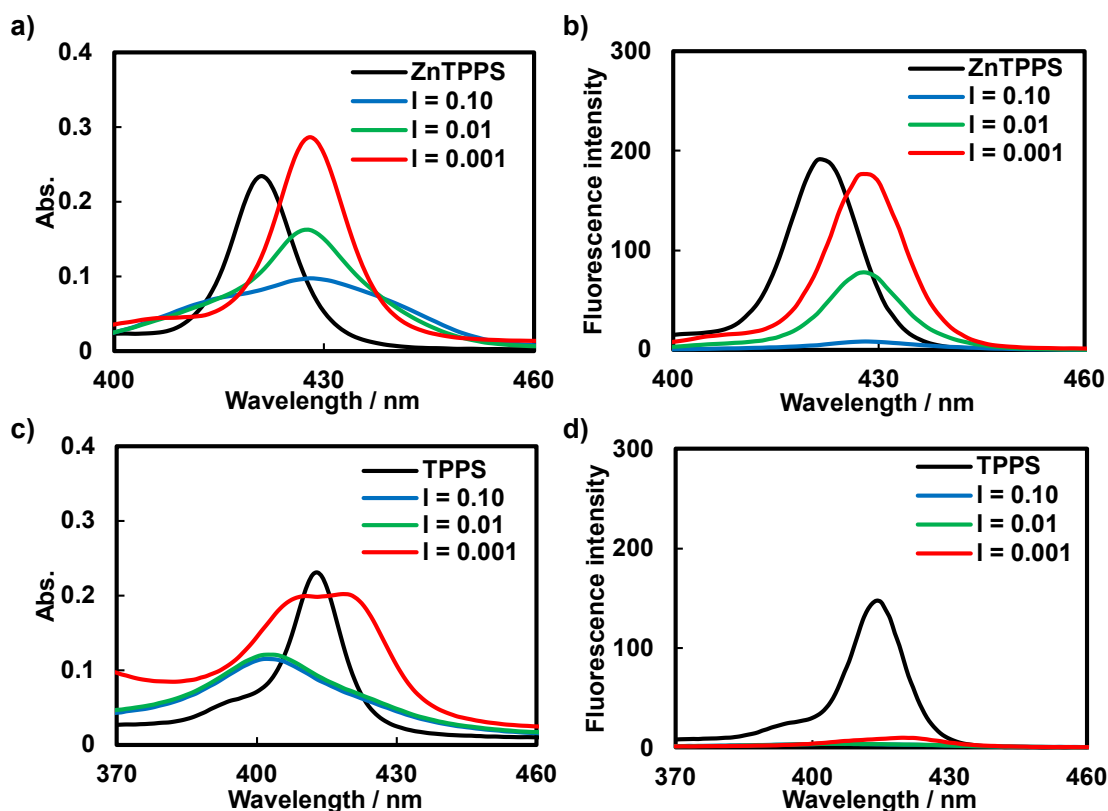 a)
0.4
0.3
0.2
0.1
0
Abs.
400
430
460
Wavelength / nm
ZnTPPS
I = 0.10
I = 0.01
I = 0.001
b)
300
200
100
0
Fluorescence intensity
400
430
460
Wavelength / nm
ZnTPPS
I = 0.10
I = 0.01
I = 0.001
c)
0.4
0.3
0.2
0.1
0
Abs.
370
400
430
460
Wavelength / nm
TPPS
I = 0.10
I = 0.01
I = 0.001
d)
300
200
100
0
Fluorescence intensity
370
400
430
460
Wavelength / nm
TPPS
I = 0.10
I = 0.01
I = 0.001